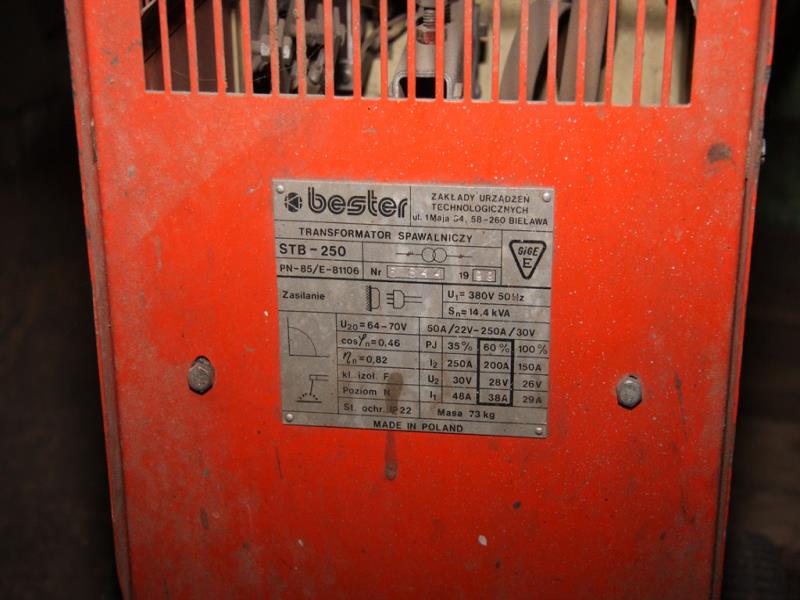 bester
ZAKŁADY URZĄDZEŃ
TECHNOLOGICZNYCH
ul. 1Maja 64, 58-260 BIELAWA
TRANSFORMATOR SPAWALNICZY
STB-250
PN-85/E-81106 Nr 19
GiGE
E
Zasilanie
U₁= 380V 50Hz
Sₙ= 14,4 kVA
U₂₀=64-70V
50A/22V-250A/30V
cosφₙ=0,46
PJ 35% 60% 100%
ηₙ=0,82
I₂ 250A 200A 150A
kl. izol. F
U₂ 30V 28V 26V
Poziom N
I₁ 48A 38A 29A
St. ochr. IP22
Masa 73 kg
MADE IN POLAND